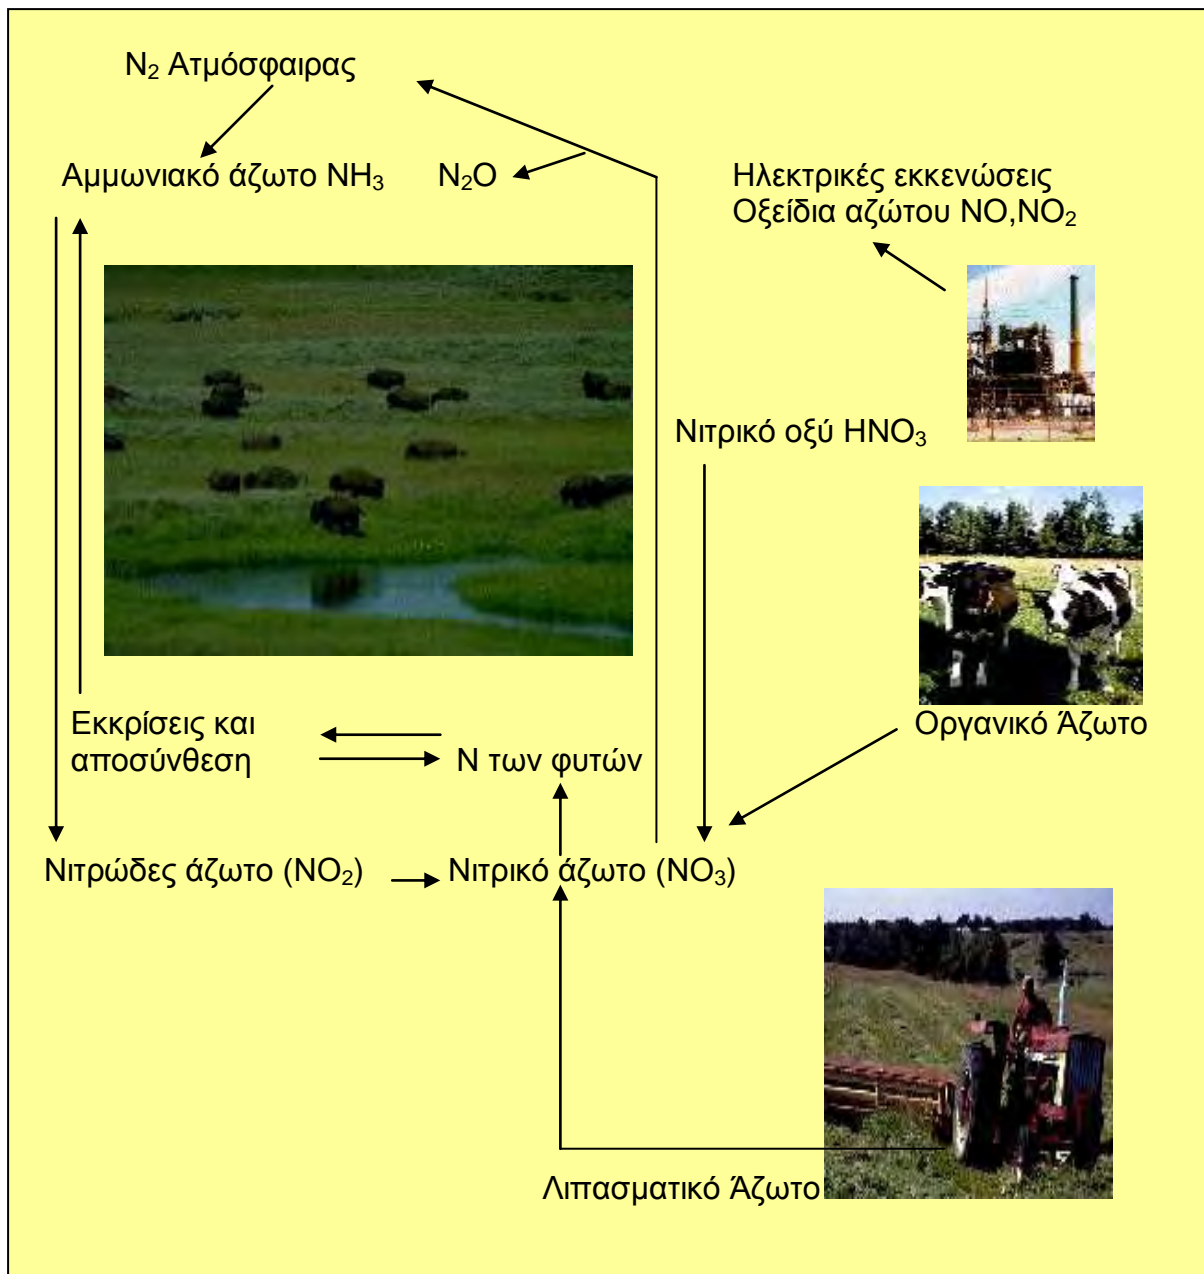 N₂ Ατμόσφαιρας
Αμμωνιακό άζωτο NH₃
N₂O
Ηλεκτρικές εκκενώσεις
Οξείδια αζώτου NO,NO₂
Νιτρικό οξύ HNO₃
Εκκρίσεις και
αποσύνθεση
Ν των φυτών
Οργανικό Άζωτο
Νιτρώδες άζωτο (NO₂)
Νιτρικό άζωτο (NO₃)
Λιπασματικό Άζωτο